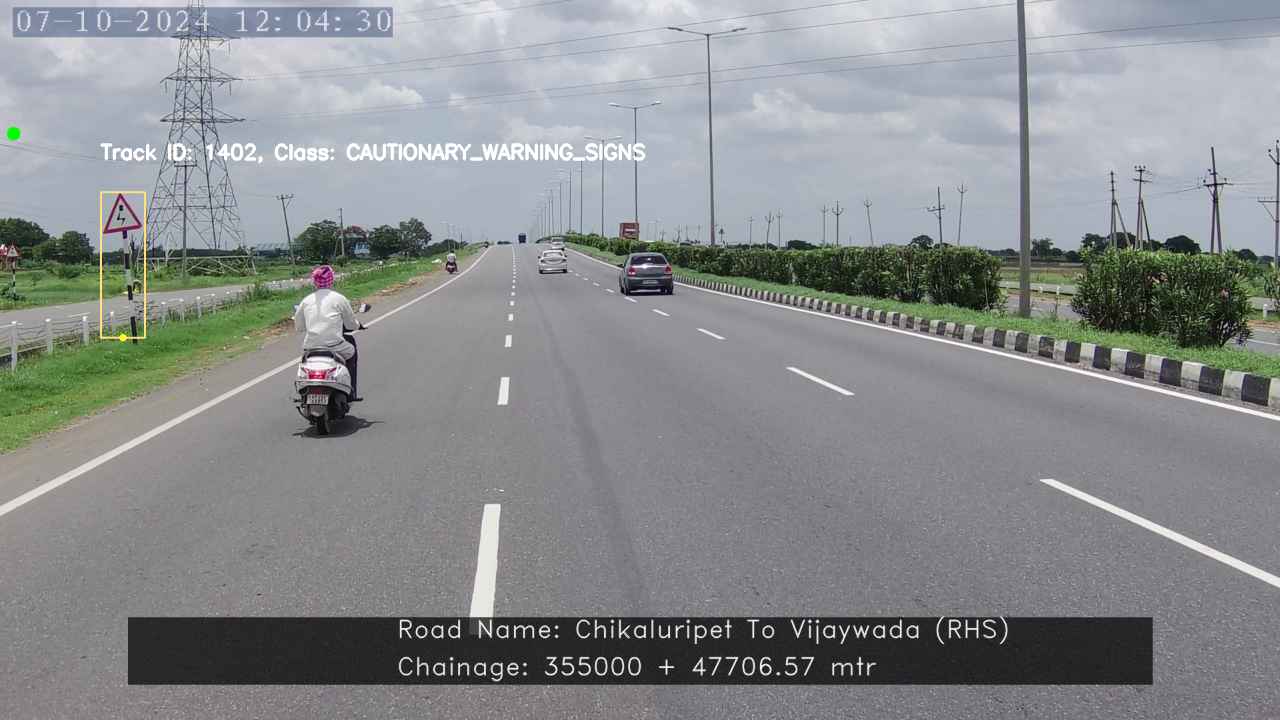 07-10-2024 12:04:30
Track ID: 1402, Class: CAUTIONARY_WARNING_SIGNS
Road Name: Chikaluripet To Vijaywada (RHS)
Chainage: 355000 + 47706.57 mtr